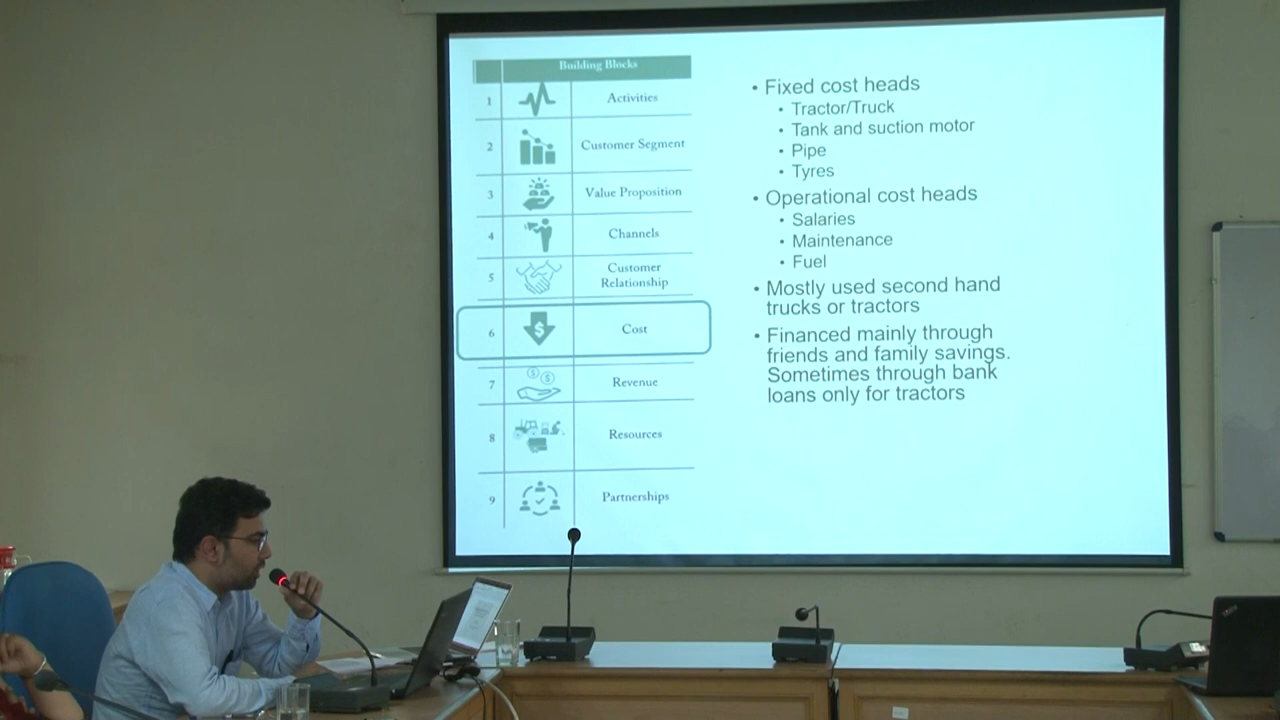 Building Blocks
1 Activities
2 Customer Segment
3 Value Proposition
4 Channels
5 Customer
Relationship
6 $ Cost
7 $ $ Revenue
8 Resources
9 Partnerships
• Fixed cost heads
• Tractor/Truck
• Tank and suction motor
• Pipe
• Tyres
• Operational cost heads
• Salaries
• Maintenance
• Fuel
• Mostly used second hand
trucks or tractors
• Financed mainly through
friends and family savings.
Sometimes through bank
loans only for tractors